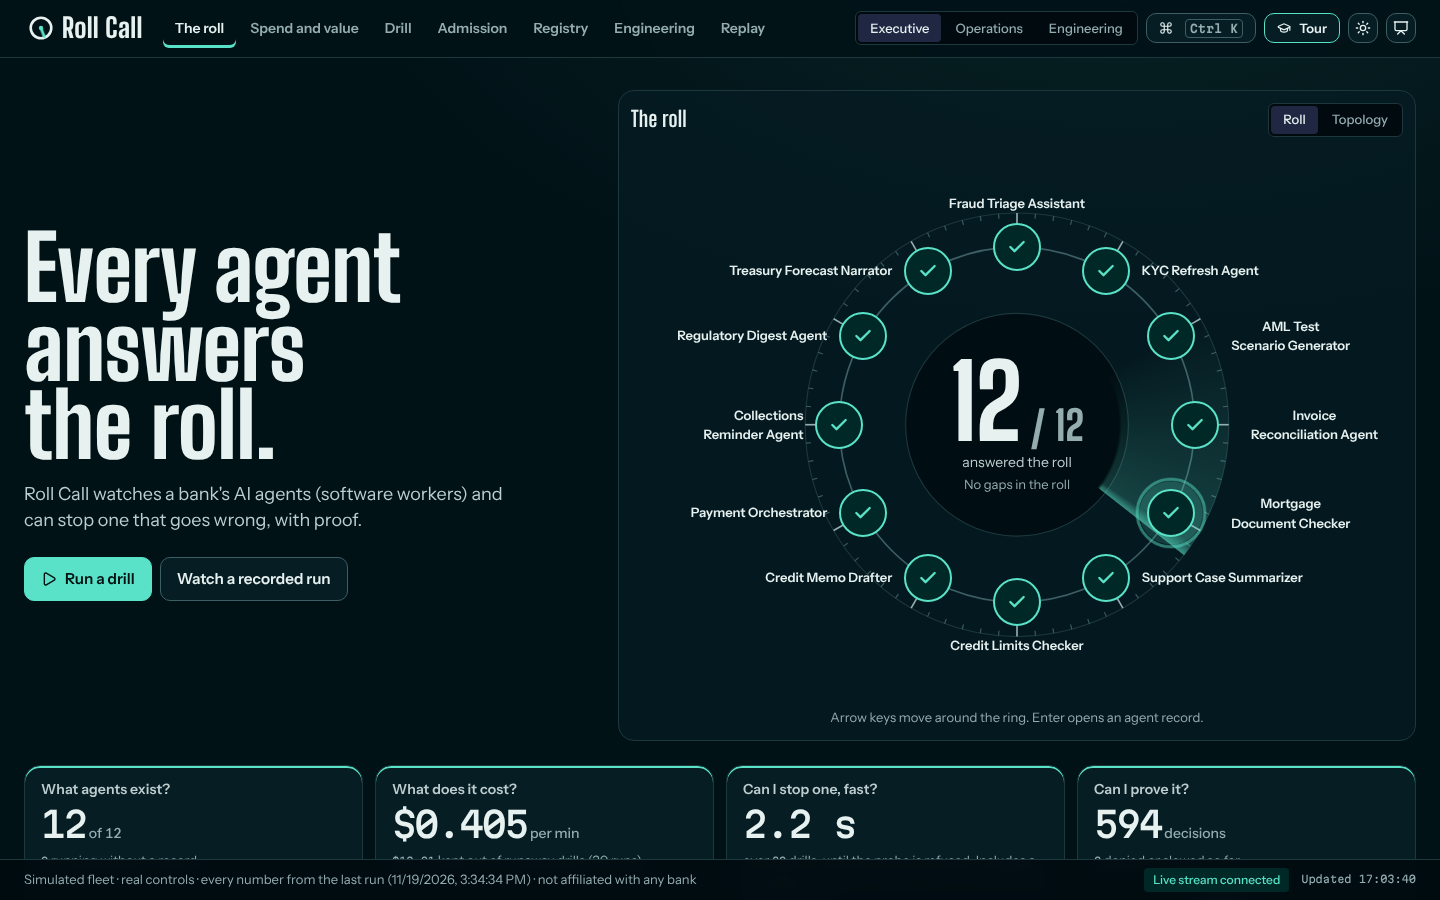 Roll Call
The roll
Spend and value
Drill
Admission
Registry
Engineering
Replay
Executive
Operations
Engineering
⌘ Ctrl K
Tour
Every agent
answers
the roll.
Roll Call watches a bank's AI agents (software workers) and
can stop one that goes wrong, with proof.
Run a drill
Watch a recorded run
The roll
Roll
Topology
Fraud Triage Assistant
Treasury Forecast Narrator
KYC Refresh Agent
Regulatory Digest Agent
AML Test
Scenario Generator
12 / 12
answered the roll
No gaps in the roll
Collections
Reminder Agent
Invoice
Reconciliation Agent
Payment Orchestrator
Mortgage
Document Checker
Credit Memo Drafter
Support Case Summarizer
Credit Limits Checker
Arrow keys move around the ring. Enter opens an agent record.
What agents exist?
12 of 12
What does it cost?
$0.405 per min
Can I stop one, fast?
2.2 s
Can I prove it?
594 decisions
Simulated fleet · real controls · every number from the last run (11/19/2026, 3:34:34 PM) · not affiliated with any bank
Live stream connected
Updated 17:03:40